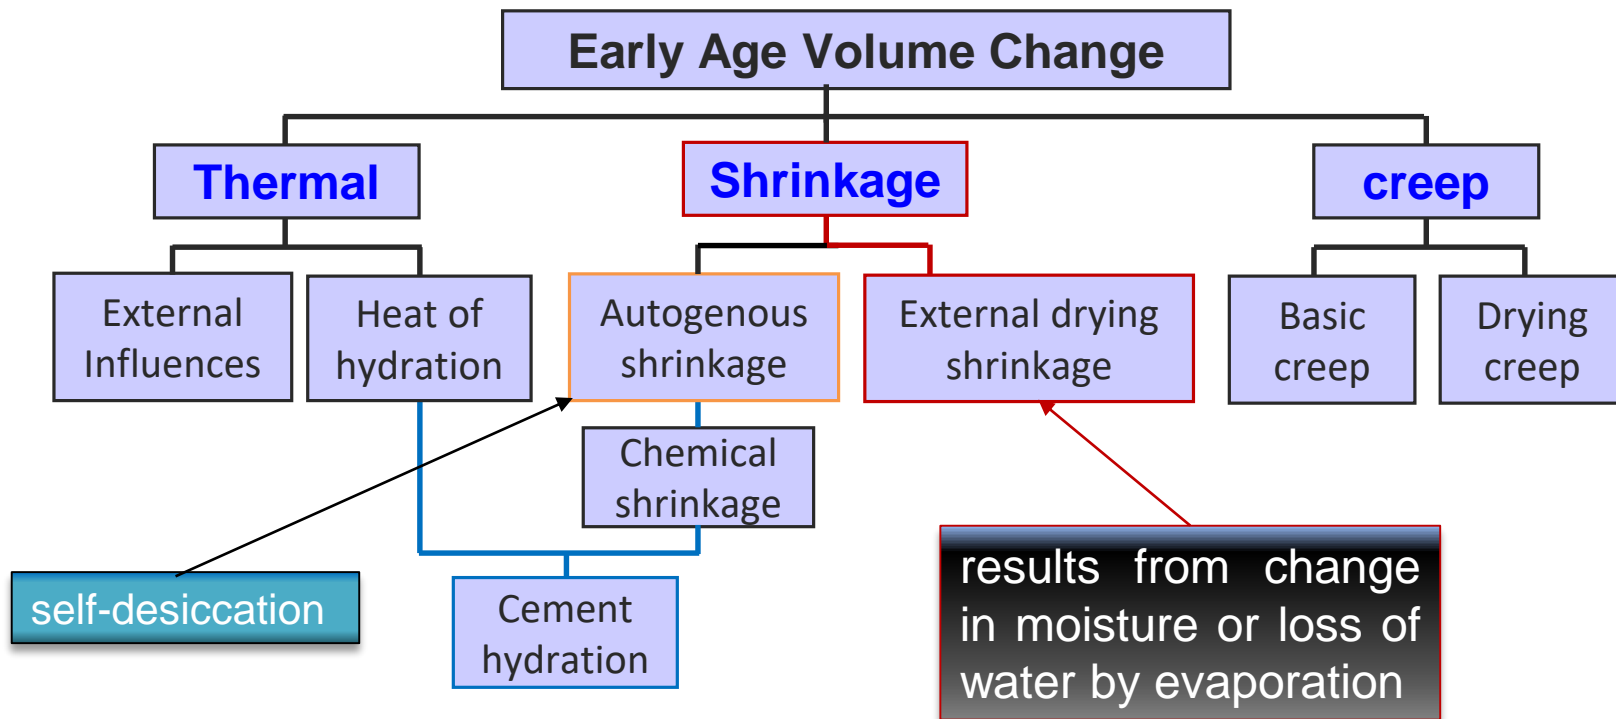 Early Age Volume Change
Thermal
Shrinkage
creep
External
Influences
Heat of
hydration
Autogenous
shrinkage
External drying
shrinkage
Basic
creep
Drying
creep
Chemical
shrinkage
self-desiccation
Cement
hydration
results from change
in moisture or loss of
water by evaporation